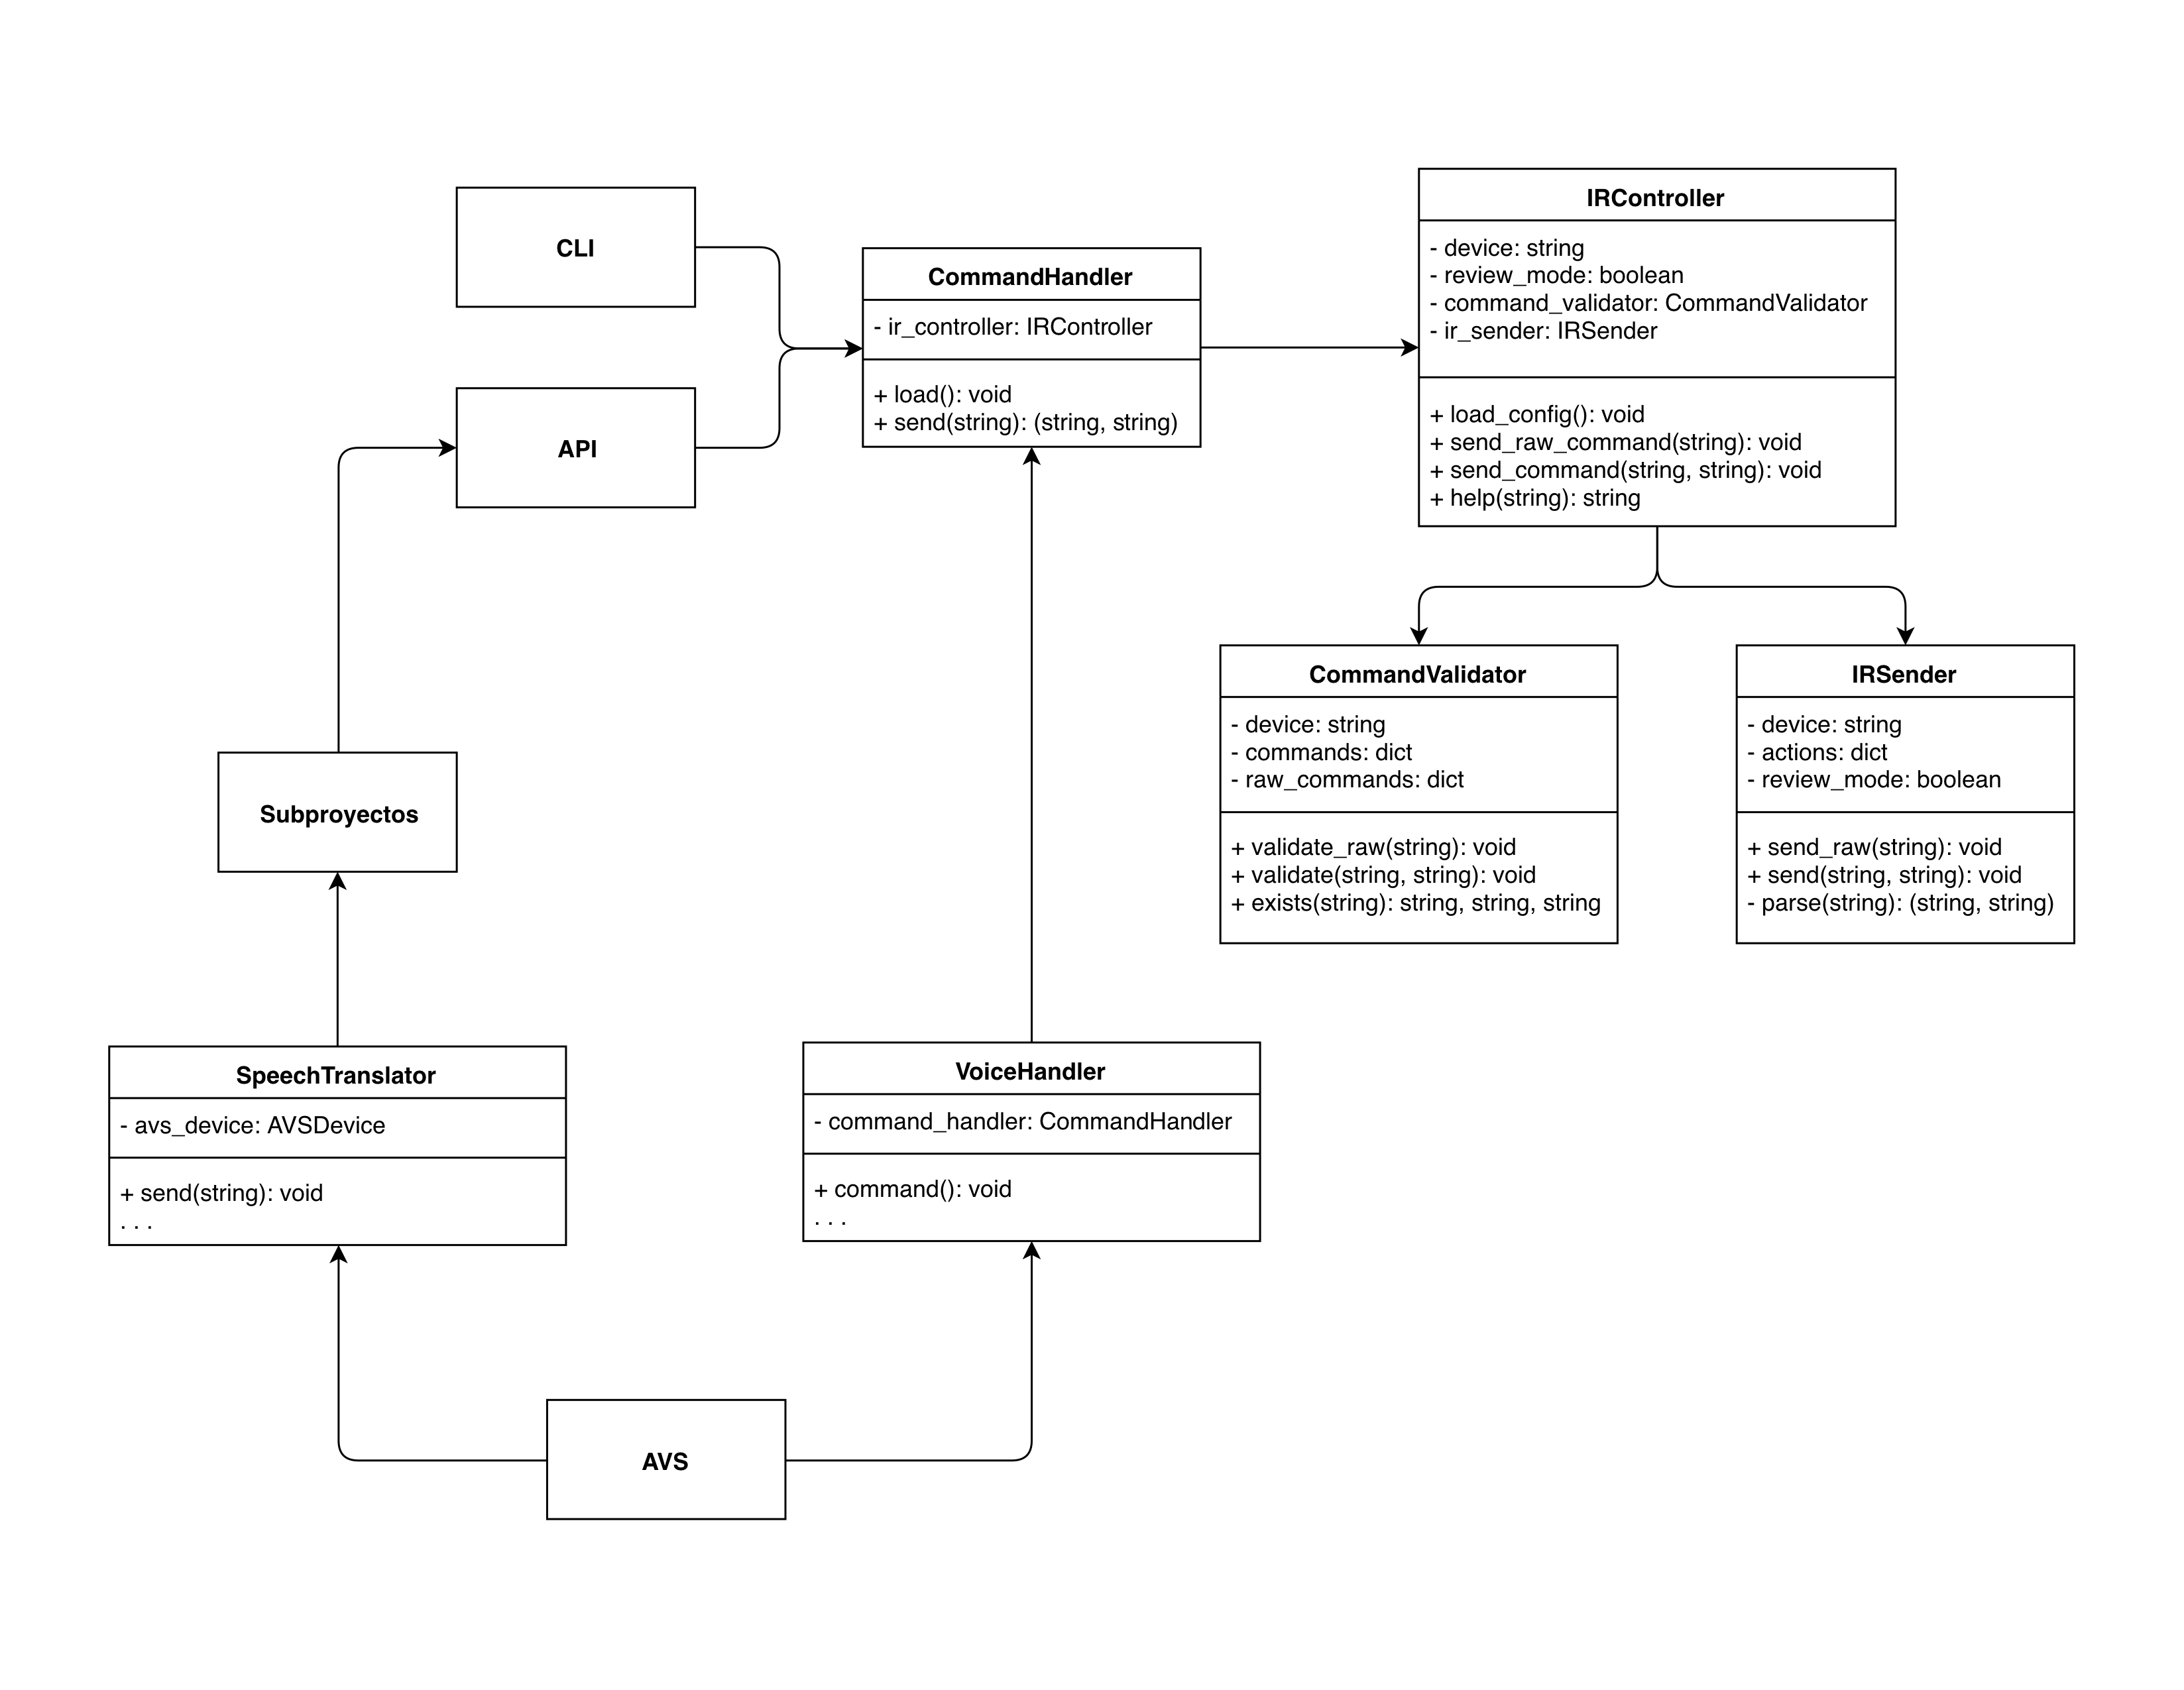 CLI
API
CommandHandler
- ir_controller: IRController
+ load(): void
+ send(string): (string, string)
IRController
- device: string
- review_mode: boolean
- command_validator: CommandValidator
- ir_sender: IRSender
+ load_config(): void
+ send_raw_command(string): void
+ send_command(string, string): void
+ help(string): string
CommandValidator
- device: string
- commands: dict
- raw_commands: dict
+ validate_raw(string): void
+ validate(string, string): void
+ exists(string): string, string, string
IRSender
- device: string
- actions: dict
- review_mode: boolean
+ send_raw(string): void
+ send(string, string): void
- parse(string): (string, string)
Subproyectos
SpeechTranslator
- avs_device: AVSDevice
+ send(string): void
. . .
VoiceHandler
- command_handler: CommandHandler
+ command(): void
. . .
AVS